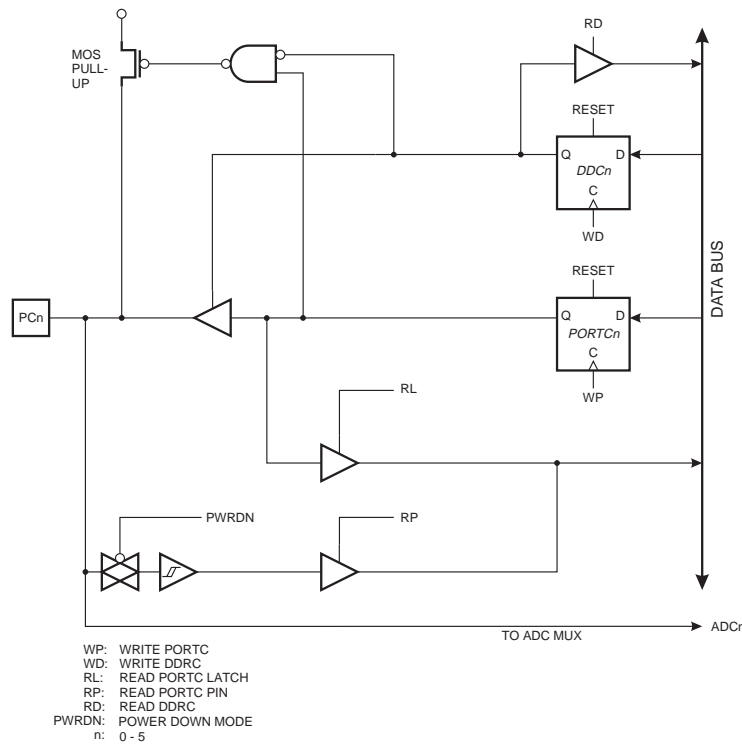 RD
MOS
PULL-
UP
RESET
Q
D
DDCn
C
WD
DATA BUS
RESET
PCn
Q
D
PORTCn
C
WP
RL
PWRDN
RP
TO ADC MUX
ADCn
WP: WRITE PORTC
WD: WRITE DDRC
RL: READ PORTC LATCH
RP: READ PORTC PIN
RD: READ DDRC
PWRDN: POWER DOWN MODE
n: 0 - 5